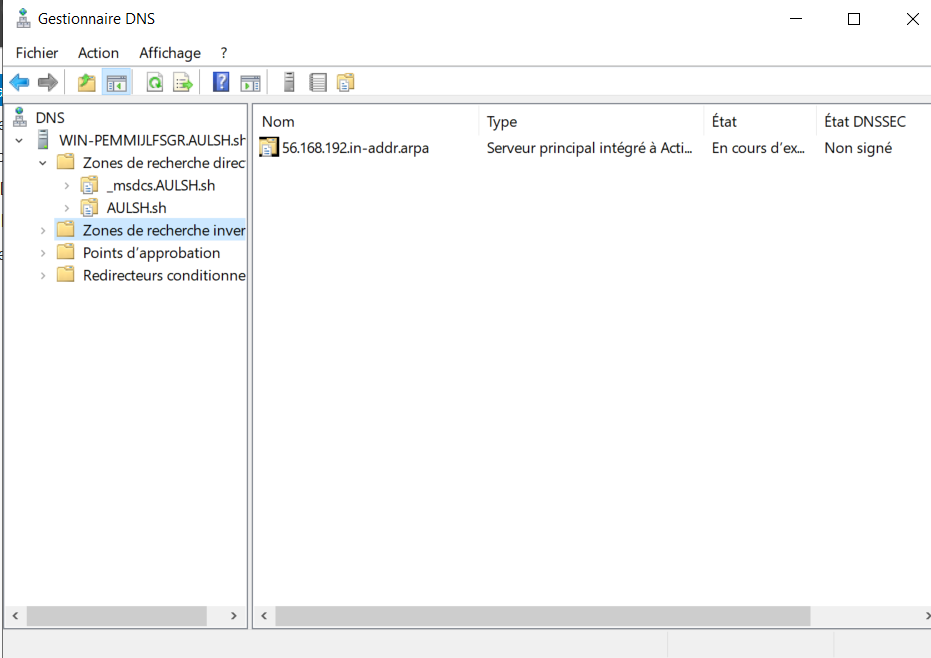 Gestionnaire DNS
Fichier Action Affichage ?
DNS
WIN-PEMMIJLFSGR.AULSH.sh
Zones de recherche direc
_msdcs.AULSH.sh
AULSH.sh
Zones de recherche inver
Points d’approbation
Redirecteurs conditionne
Nom Type État État DNSSEC
56.168.192.in-addr.arpa Serveur principal intégré à Acti... En cours d’ex... Non signé